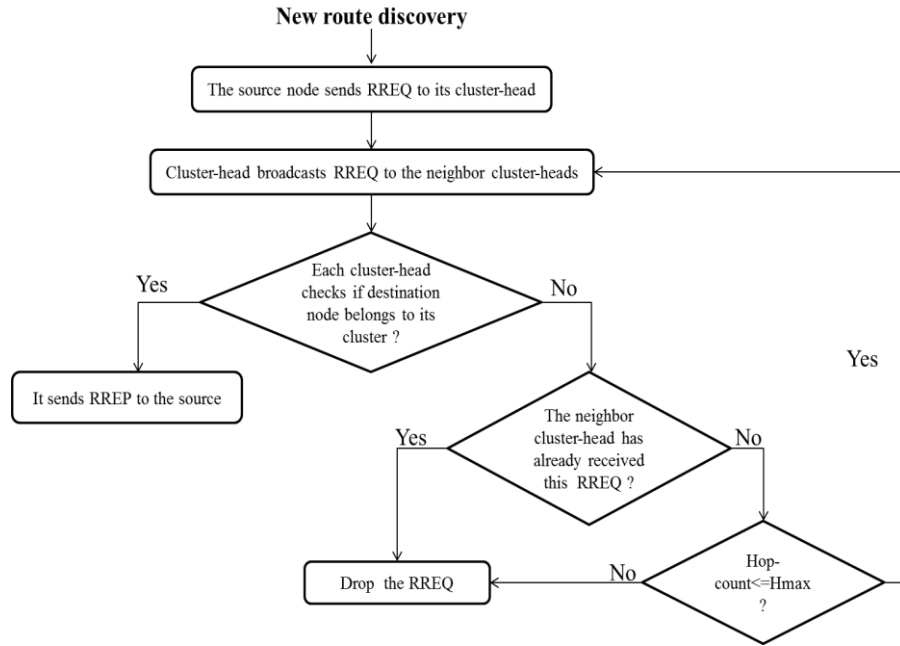 New route discovery
The source node sends RREQ to its cluster-head
Cluster-head broadcasts RREQ to the neighbor cluster-heads
Each cluster-head
checks if destination
node belongs to its
cluster ?
Yes
No
It sends RREP to the source
Yes
The neighbor
cluster-head has
already received
this RREQ ?
Yes
No
Drop the RREQ
No
Hop-
count<=Hmax
?